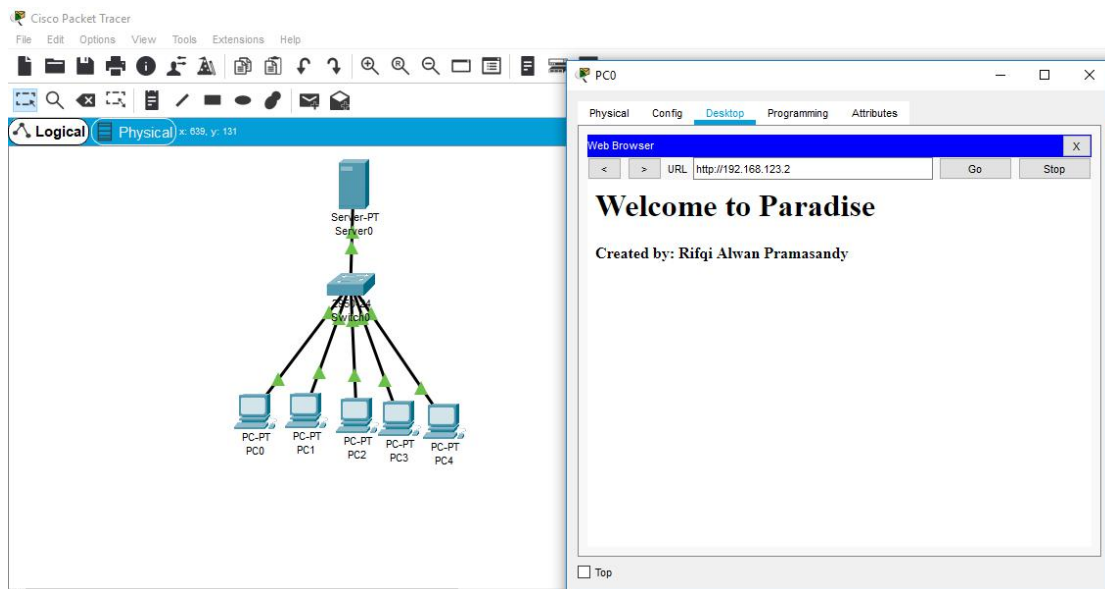 Cisco Packet Tracer
File Edit Options View Tools Extensions Help
Logical Physical x: 639, y: 131
Server-PT
Server0
2950-24
Switch0
PC-PT
PC0
PC-PT
PC1
PC-PT
PC2
PC-PT
PC3
PC-PT
PC4
PC0
Physical Config Desktop Programming Attributes
Web Browser X
< > URL http://192.168.123.2 Go Stop
Welcome to Paradise
Created by: Rifqi Alwan Pramasandy
Top